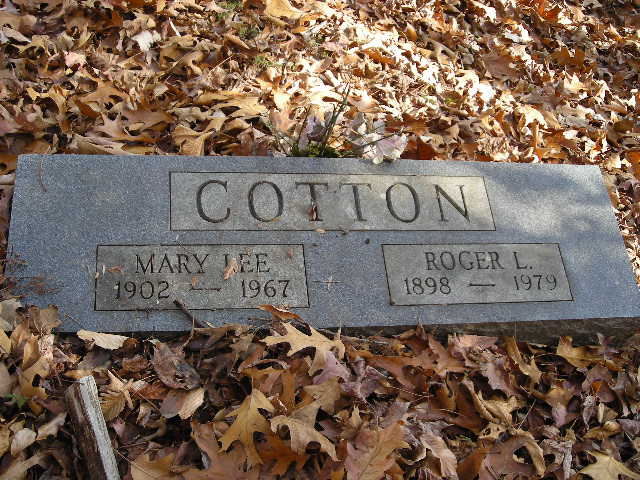 COTTON
MARY LEE
1902 — 1967
ROGER L.
1898 — 1979